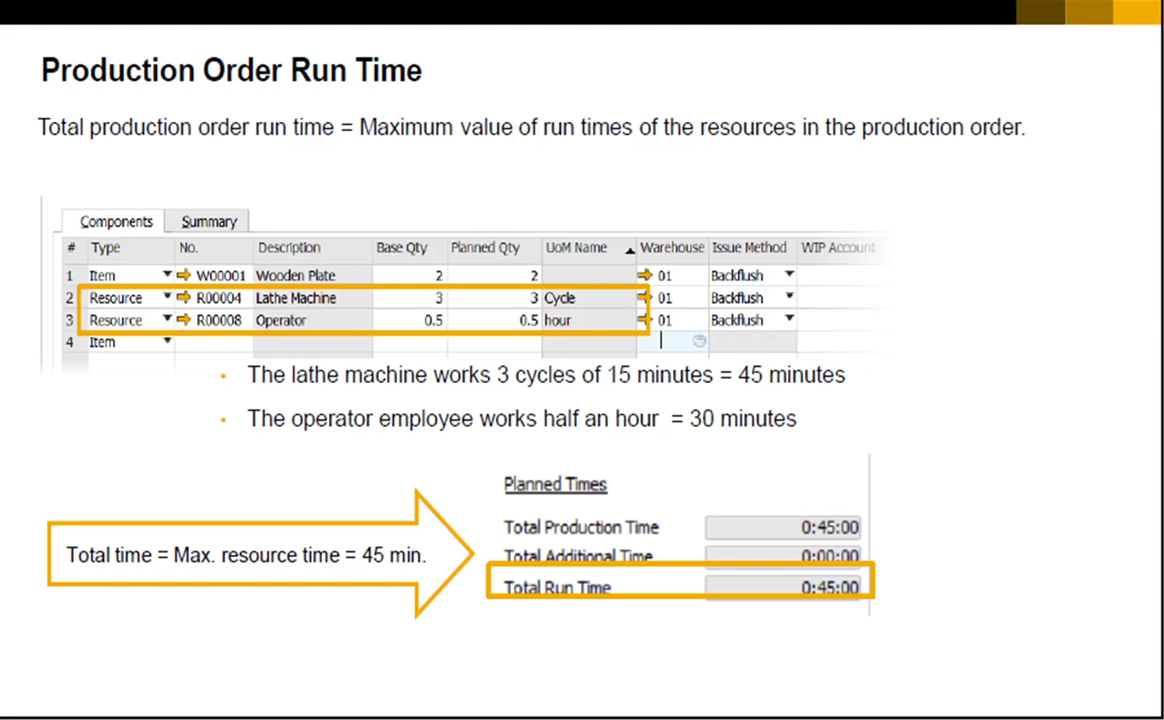 Production Order Run Time
Total production order run time = Maximum value of run times of the resources in the production order.
Components Summary
# Type No. Description Base Qty Planned Qty UoM Name Warehouse Issue Method WIP Account
1 Item W00001 Wooden Plate 2 2 01 Backflush
2 Resource R00004 Lathe Machine 3 3 Cycle 01 Backflush
3 Resource R00008 Operator 0.5 0.5 hour 01 Backflush
4 Item
• The lathe machine works 3 cycles of 15 minutes = 45 minutes
• The operator employee works half an hour = 30 minutes
Planned Times
Total Production Time 0:45:00
Total Additional Time 0:00:00
Total time = Max. resource time = 45 min.
Total Run Time 0:45:00